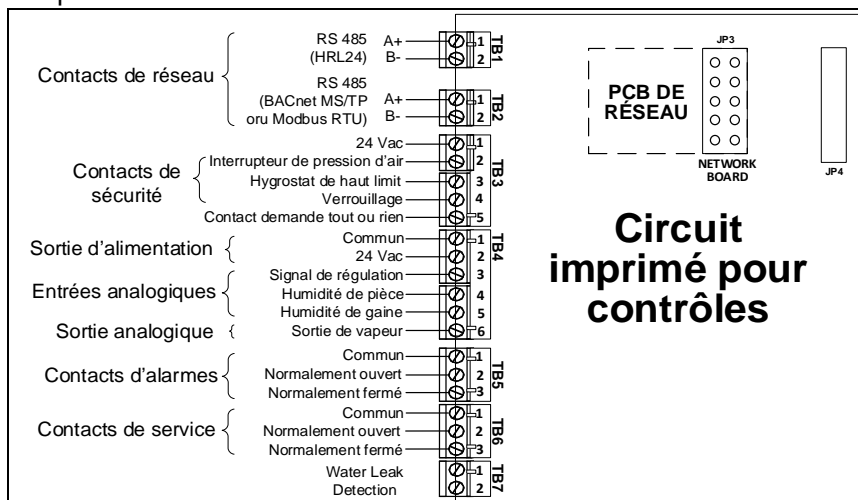 Contacts de réseau
RS 485
(HRL24)
A+
B-
1
2
TB1
RS 485
(BACnet MS/TP
oru Modbus RTU)
A+
B-
1
2
TB2
Contacts de
sécurité
24 Vac
1
Interrupteur de pression d'air
2
Hygrostat de haut limit
3
Verrouillage
4
Contact demande tout ou rien
5
TB3
Sortie d'alimentation
Commun
1
24 Vac
2
Entrées analogiques
Signal de régulation
3
Humidité de pièce
4
Humidité de gaine
5
Sortie analogique
Sortie de vapeur
6
TB4
Contacts d'alarmes
Commun
1
Normalement ouvert
2
Normalement fermé
3
TB5
Contacts de service
Commun
1
Normalement ouvert
2
Normalement fermé
3
TB6
Water Leak
Detection
1
2
TB7
PCB DE
RÉSEAU
JP3
NETWORK
BOARD
JP4
Circuit
imprimé pour
contrôles